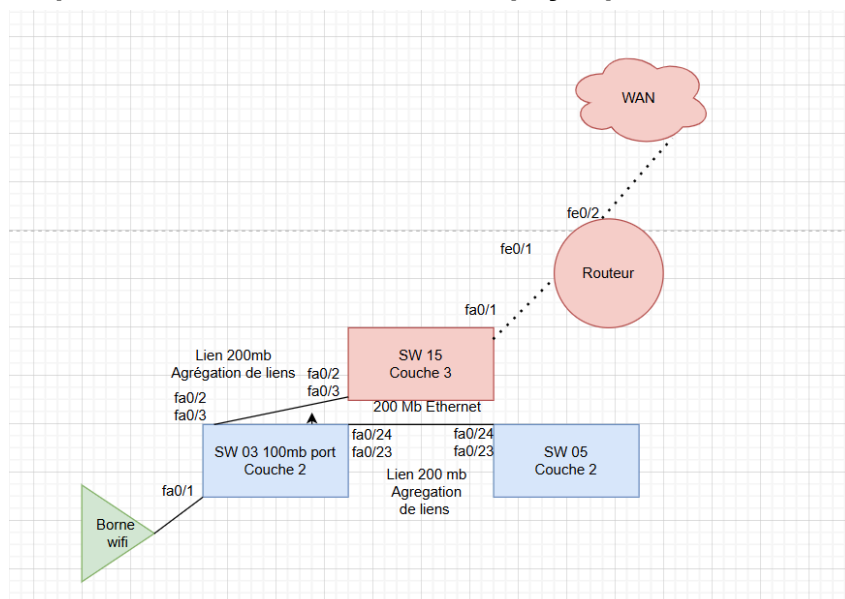 WAN
fe0/2
fe0/1
Routeur
fa0/1
SW 15
Couche 3
Lien 200mb
Agrégation de liens
fa0/2
fa0/3
fa0/2
fa0/3
200 Mb Ethernet
SW 03 100mb port
Couche 2
fa0/24
fa0/23
fa0/24
fa0/23
SW 05
Couche 2
Lien 200 mb
Agregation
de liens
fa0/1
Borne
wifi